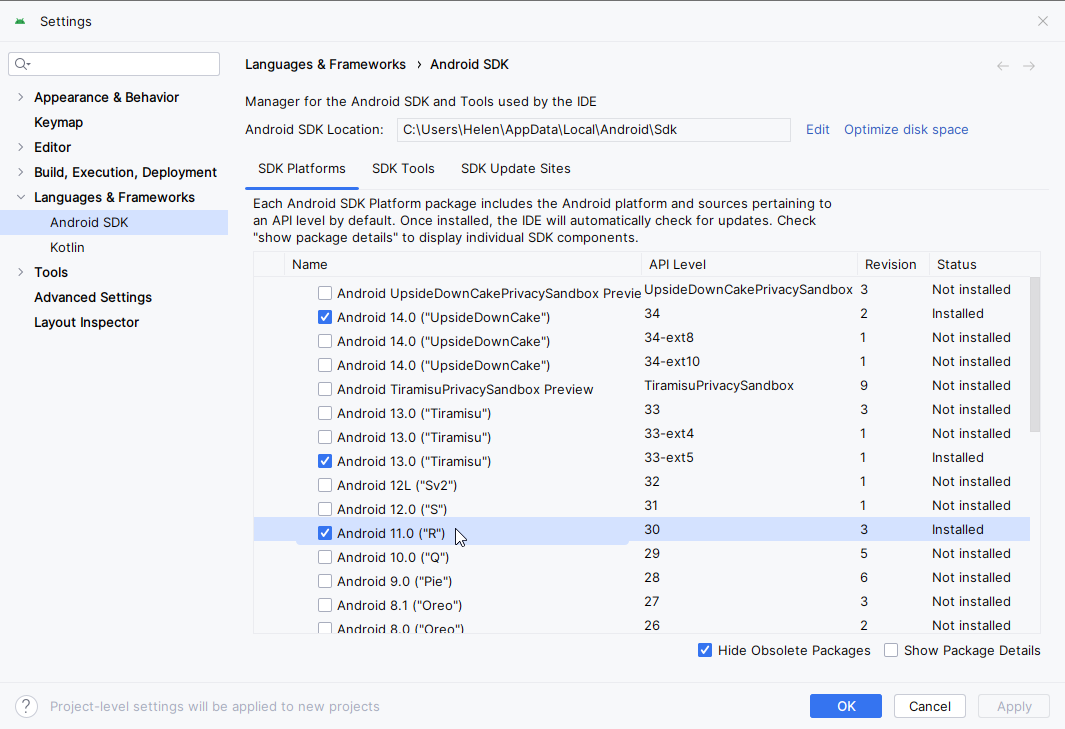 Settings
Languages & Frameworks › Android SDK
Appearance & Behavior
Keymap
Editor
Build, Execution, Deployment
Languages & Frameworks
Android SDK
Kotlin
Tools
Advanced Settings
Layout Inspector
Manager for the Android SDK and Tools used by the IDE
Android SDK Location: C:\Users\Helen\AppData\Local\Android\Sdk Edit Optimize disk space
SDK Platforms SDK Tools SDK Update Sites
Each Android SDK Platform package includes the Android platform and sources pertaining to
an API level by default. Once installed, the IDE will automatically check for updates. Check
"show package details" to display individual SDK components.
Name API Level Revision Status
Android UpsideDownCakePrivacySandbox Previe UpsideDownCakePrivacySandbox 3 Not installed
Android 14.0 ("UpsideDownCake") 34 2 Installed
Android 14.0 ("UpsideDownCake") 34-ext8 1 Not installed
Android 14.0 ("UpsideDownCake") 34-ext10 1 Not installed
Android TiramisuPrivacySandbox Preview TiramisuPrivacySandbox 9 Not installed
Android 13.0 ("Tiramisu") 33 3 Not installed
Android 13.0 ("Tiramisu") 33-ext4 1 Not installed
Android 13.0 ("Tiramisu") 33-ext5 1 Installed
Android 12L ("Sv2") 32 1 Not installed
Android 12.0 ("S") 31 1 Not installed
Android 11.0 ("R") 30 3 Installed
Android 10.0 ("Q") 29 5 Not installed
Android 9.0 ("Pie") 28 6 Not installed
Android 8.1 ("Oreo") 27 3 Not installed
Android 8.0 ("Oreo") 26 2 Not installed
Hide Obsolete Packages Show Package Details
? Project-level settings will be applied to new projects
OK Cancel Apply